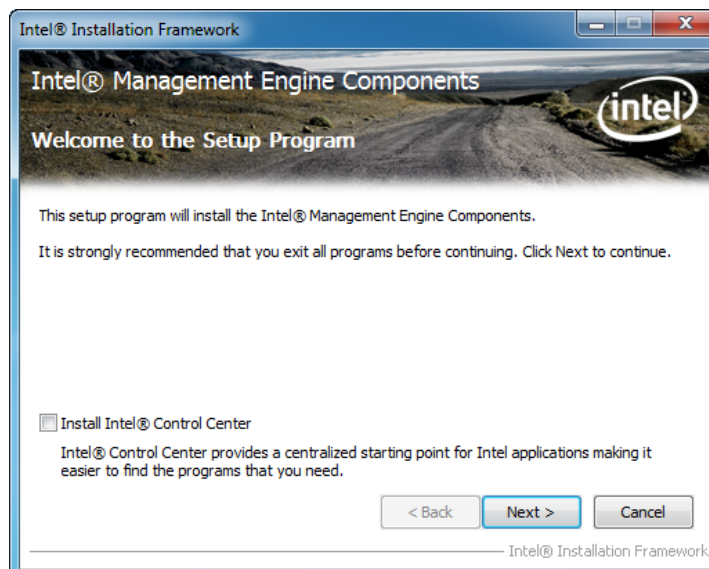 Intel® Installation Framework
Intel® Management Engine Components
intel
Welcome to the Setup Program
This setup program will install the Intel® Management Engine Components.
It is strongly recommended that you exit all programs before continuing. Click Next to continue.
Install Intel® Control Center
Intel® Control Center provides a centralized starting point for Intel applications making it
easier to find the programs that you need.
< Back Next > Cancel
Intel® Installation Framework